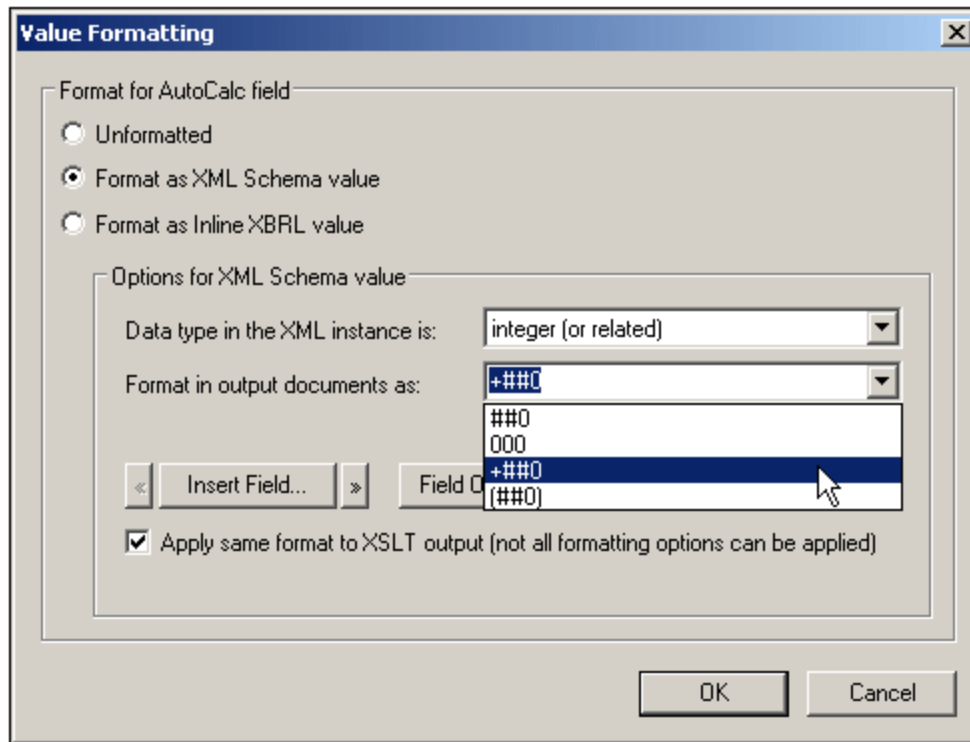 Value Formatting
Format for AutoCalc field
Unformatted
Format as XML Schema value
Format as Inline XBRL value
Options for XML Schema value
Data type in the XML instance is: integer (or related)
Format in output documents as: +##0
##0
000
+##0
(##0)
« Insert Field... » Field O
Apply same format to XSLT output (not all formatting options can be applied)
OK Cancel